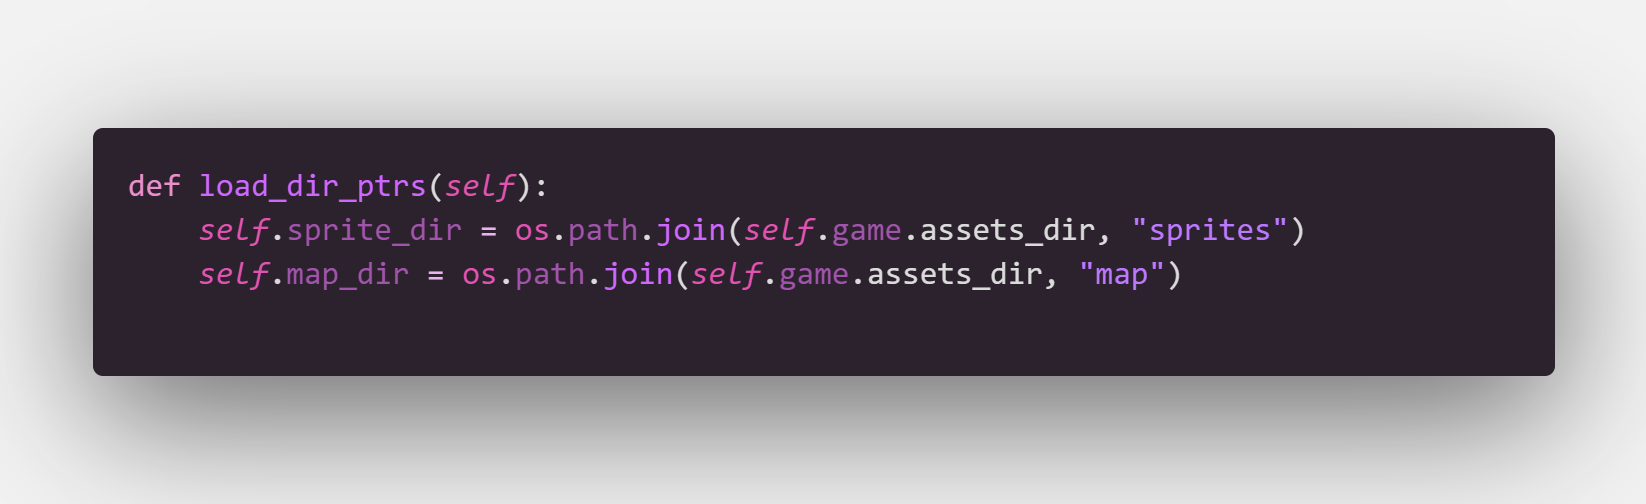 def load_dir_ptrs(self):
    self.sprite_dir = os.path.join(self.game.assets_dir, "sprites")
    self.map_dir = os.path.join(self.game.assets_dir, "map")